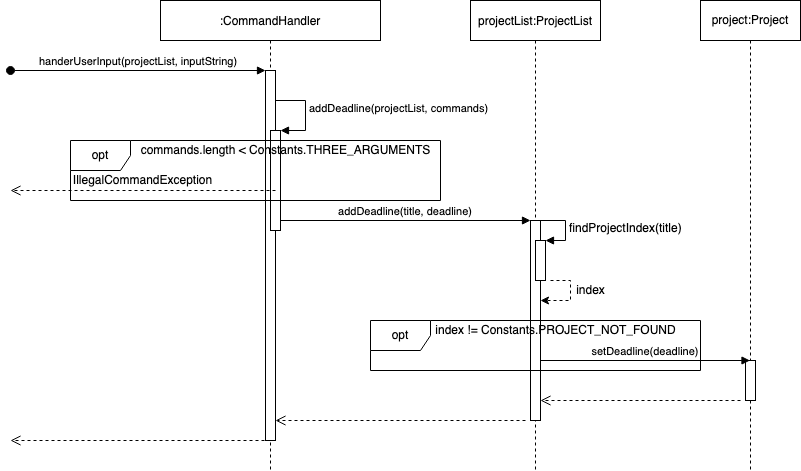 :CommandHandler
projectList:ProjectList
project:Project
handerUserInput(projectList, inputString)
addDeadline(projectList, commands)
opt
commands.length < Constants.THREE_ARGUMENTS
IllegalCommandException
addDeadline(title, deadline)
findProjectIndex(title)
index
opt
index != Constants.PROJECT_NOT_FOUND
setDeadline(deadline)